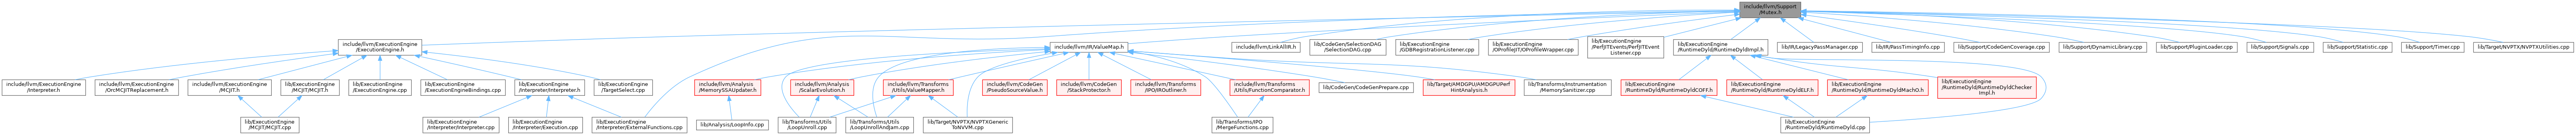 include/llvm/Support
/Mutex.h
include/llvm/ExecutionEngine
/ExecutionEngine.h
include/llvm/IR/ValueMap.h
include/llvm/LinkAllIR.h
lib/CodeGen/SelectionDAG
/SelectionDAG.cpp
lib/ExecutionEngine
/GDBRegistrationListener.cpp
lib/ExecutionEngine
/OProfileJIT/OProfileWrapper.cpp
lib/ExecutionEngine
/PerfJITEvents/PerfJITEvent
Listener.cpp
lib/ExecutionEngine
/RuntimeDyld/RuntimeDyldImpl.h
lib/IR/LegacyPassManager.cpp
lib/IR/PassTimingInfo.cpp
lib/Support/CodeGenCoverage.cpp
lib/Support/DynamicLibrary.cpp
lib/Support/PluginLoader.cpp
lib/Support/Signals.cpp
lib/Support/Statistic.cpp
lib/Support/Timer.cpp
lib/Target/NVPTX/NVPTXUtilities.cpp
include/llvm/ExecutionEngine
/Interpreter.h
include/llvm/ExecutionEngine
/OrcMCJITReplacement.h
include/llvm/ExecutionEngine
/MCJIT.h
lib/ExecutionEngine
/MCJIT/MCJIT.h
lib/ExecutionEngine
/ExecutionEngine.cpp
lib/ExecutionEngine
/ExecutionEngineBindings.cpp
lib/ExecutionEngine
/Interpreter/Interpreter.h
lib/ExecutionEngine
/TargetSelect.cpp
include/llvm/Analysis
/MemorySSAUpdater.h
include/llvm/Analysis
/ScalarEvolution.h
include/llvm/Transforms
/Utils/ValueMapper.h
include/llvm/CodeGen
/PseudoSourceValue.h
include/llvm/CodeGen
/StackProtector.h
include/llvm/Transforms
/IPO/IROutliner.h
include/llvm/Transforms
/Utils/FunctionComparator.h
lib/CodeGen/CodeGenPrepare.cpp
lib/Target/AMDGPU/AMDGPUPerf
HintAnalysis.h
lib/Transforms/Instrumentation
/MemorySanitizer.cpp
lib/ExecutionEngine
/RuntimeDyld/RuntimeDyldCOFF.h
lib/ExecutionEngine
/RuntimeDyld/RuntimeDyldELF.h
lib/ExecutionEngine
/RuntimeDyld/RuntimeDyldMachO.h
lib/ExecutionEngine
/RuntimeDyld/RuntimeDyldChecker
Impl.h
lib/ExecutionEngine
/MCJIT/MCJIT.cpp
lib/ExecutionEngine
/Interpreter/Interpreter.cpp
lib/ExecutionEngine
/Interpreter/Execution.cpp
lib/ExecutionEngine
/Interpreter/ExternalFunctions.cpp
lib/Analysis/LoopInfo.cpp
lib/Transforms/Utils
/LoopUnroll.cpp
lib/Transforms/Utils
/LoopUnrollAndJam.cpp
lib/Target/NVPTX/NVPTXGeneric
ToNVVM.cpp
lib/Transforms/IPO
/MergeFunctions.cpp
lib/ExecutionEngine
/RuntimeDyld/RuntimeDyld.cpp